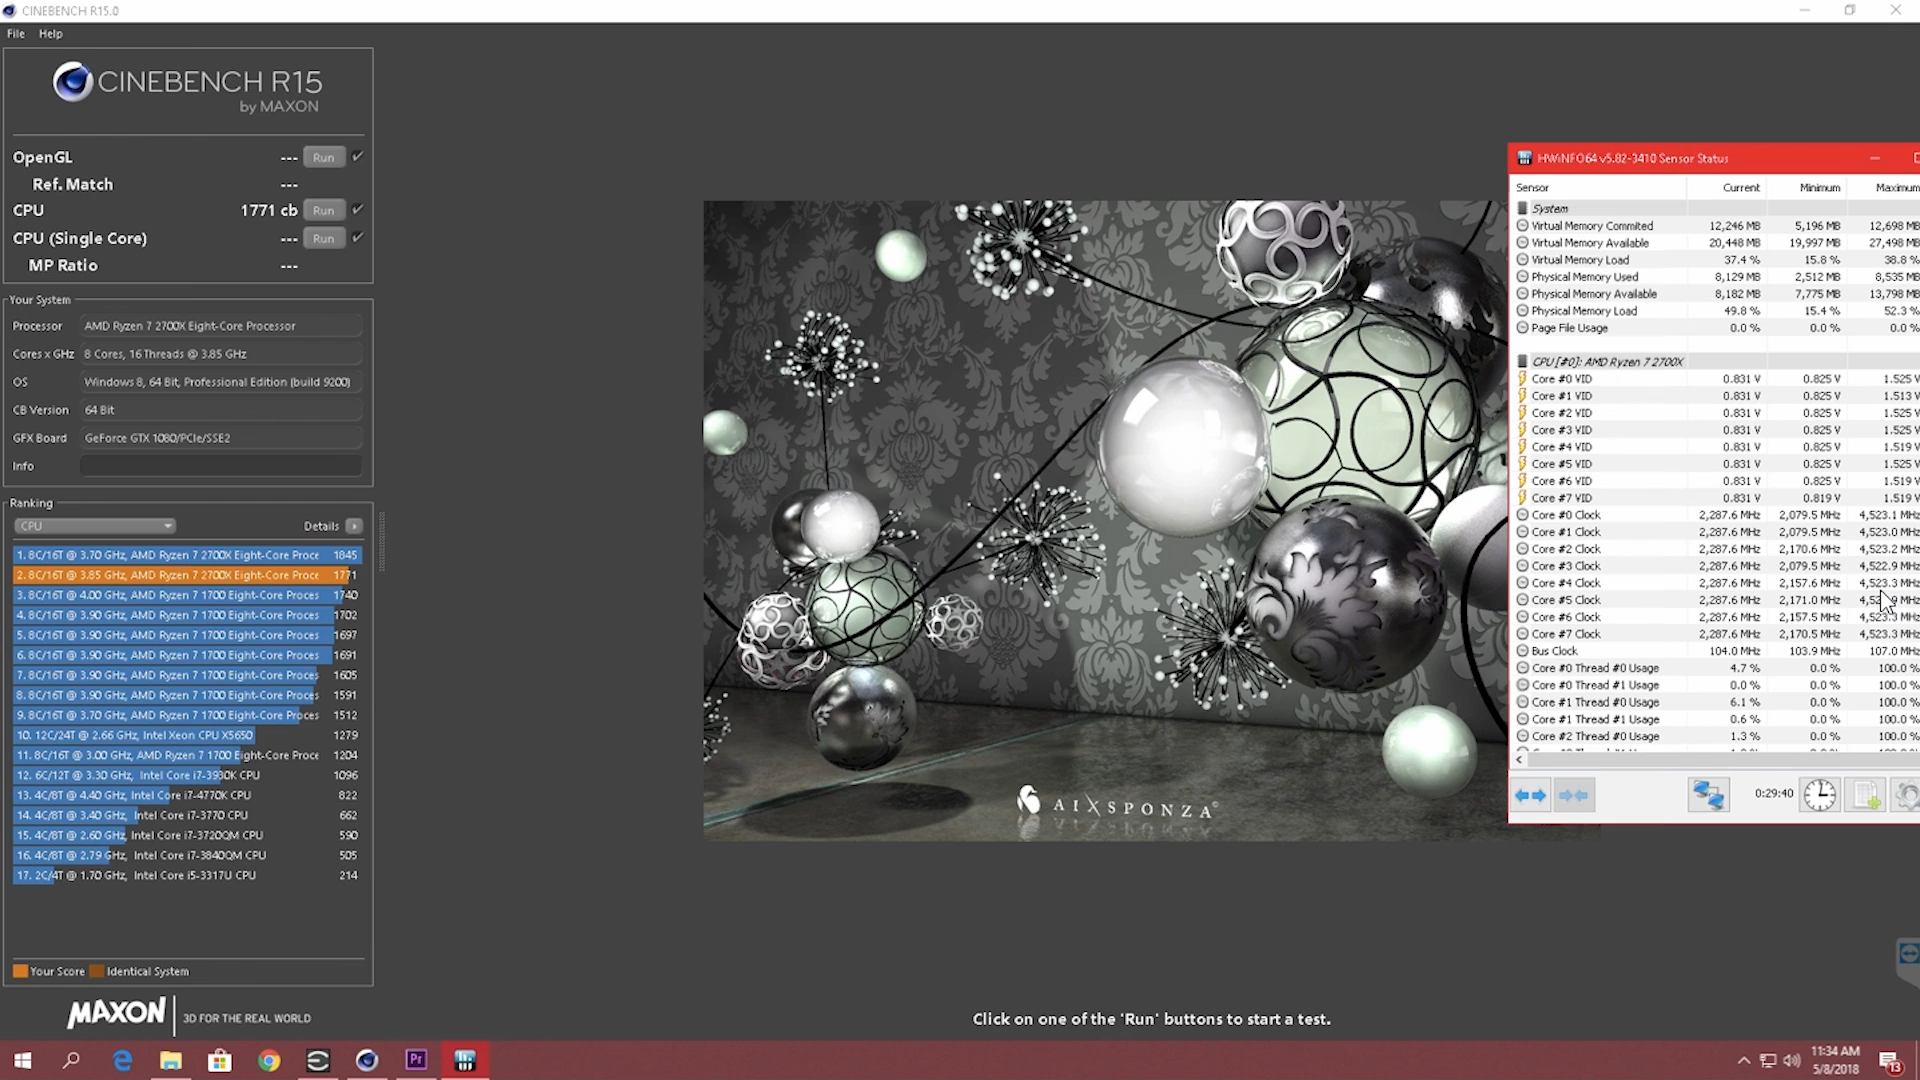 CINEBENCH R15.0
File Help
CINEBENCH R15
by MAXON
OpenGL --- Run
Ref. Match ---
CPU 1771 cb Run
CPU (Single Core) --- Run
MP Ratio ---
Your System
Processor AMD Ryzen 7 2700X Eight-Core Processor
Cores x GHz 8 Cores, 16 Threads @ 3.85 GHz
OS Windows 8, 64 Bit, Professional Edition (build 9200)
CB Version 64 Bit
GFX Board GeForce GTX 1080/PCIe/SSE2
Info
Ranking
CPU Details
1. 8C/16T @ 3.70 GHz, AMD Ryzen 7 2700X Eight-Core Proce 1845
2. 8C/16T @ 3.85 GHz, AMD Ryzen 7 2700X Eight-Core Proce 1771
3. 8C/16T @ 4.00 GHz, AMD Ryzen 7 1700 Eight-Core Proces 1740
4. 8C/16T @ 3.90 GHz, AMD Ryzen 7 1700 Eight-Core Proces 1702
5. 8C/16T @ 3.90 GHz, AMD Ryzen 7 1700 Eight-Core Proces 1697
6. 8C/16T @ 3.90 GHz, AMD Ryzen 7 1700 Eight-Core Proces 1691
7. 8C/16T @ 3.90 GHz, AMD Ryzen 7 1700 Eight-Core Proces 1605
8. 8C/16T @ 3.90 GHz, AMD Ryzen 7 1700 Eight-Core Proces 1591
9. 8C/16T @ 3.70 GHz, AMD Ryzen 7 1700 Eight-Core Proces 1512
10. 12C/24T @ 2.66 GHz, Intel Xeon CPU X5650 1279
11. 8C/16T @ 3.00 GHz, AMD Ryzen 7 1700 Eight-Core Proce 1204
12. 6C/12T @ 3.30 GHz, Intel Core i7-3930K CPU 1096
13. 4C/8T @ 4.40 GHz, Intel Core i7-4770K CPU 822
14. 4C/8T @ 3.40 GHz, Intel Core i7-3770 CPU 662
15. 4C/8T @ 2.60 GHz, Intel Core i7-3720QM CPU 590
16. 4C/8T @ 2.79 GHz, Intel Core i7-3840QM CPU 505
17. 2C/4T @ 1.70 GHz, Intel Core i5-3317U CPU 214
Your Score Identical System
MAXON 3D FOR THE REAL WORLD
AIXSPONZA©
Click on one of the 'Run' buttons to start a test.
HWiNFO64 v5.82-3410 Sensor Status
Sensor Current Minimum Maximum
System
Virtual Memory Commited 12,246 MB 5,196 MB 12,698 MB
Virtual Memory Available 20,448 MB 19,997 MB 27,498 MB
Virtual Memory Load 37.4 % 15.8 % 38.8 %
Physical Memory Used 8,129 MB 2,512 MB 8,535 MB
Physical Memory Available 8,182 MB 7,775 MB 13,798 MB
Physical Memory Load 49.8 % 15.4 % 52.3 %
Page File Usage 0.0 % 0.0 % 0.0 %
CPU [#0]: AMD Ryzen 7 2700X
Core #0 VID 0.831 V 0.825 V 1.525 V
Core #1 VID 0.831 V 0.825 V 1.513 V
Core #2 VID 0.831 V 0.825 V 1.525 V
Core #3 VID 0.831 V 0.825 V 1.525 V
Core #4 VID 0.831 V 0.825 V 1.519 V
Core #5 VID 0.831 V 0.825 V 1.525 V
Core #6 VID 0.831 V 0.825 V 1.519 V
Core #7 VID 0.831 V 0.819 V 1.519 V
Core #0 Clock 2,287.6 MHz 2,079.5 MHz 4,523.1 MHz
Core #1 Clock 2,287.6 MHz 2,079.5 MHz 4,523.0 MHz
Core #2 Clock 2,287.6 MHz 2,170.6 MHz 4,523.2 MHz
Core #3 Clock 2,287.6 MHz 2,079.5 MHz 4,522.9 MHz
Core #4 Clock 2,287.6 MHz 2,157.6 MHz 4,523.3 MHz
Core #5 Clock 2,287.6 MHz 2,171.0 MHz
Core #6 Clock 2,287.6 MHz 2,157.5 MHz 4,523.3 MHz
Core #7 Clock 2,287.6 MHz 2,170.5 MHz 4,523.3 MHz
Bus Clock 104.0 MHz 103.9 MHz 107.0 MHz
Core #0 Thread #0 Usage 4.7 % 0.0 % 100.0 %
Core #0 Thread #1 Usage 0.0 % 0.0 % 100.0 %
Core #1 Thread #0 Usage 6.1 % 0.0 % 100.0 %
Core #1 Thread #1 Usage 0.6 % 0.0 % 100.0 %
Core #2 Thread #0 Usage 1.3 % 0.0 % 100.0 %
0:29:40
Pr
11:34 AM
5/8/2018
13